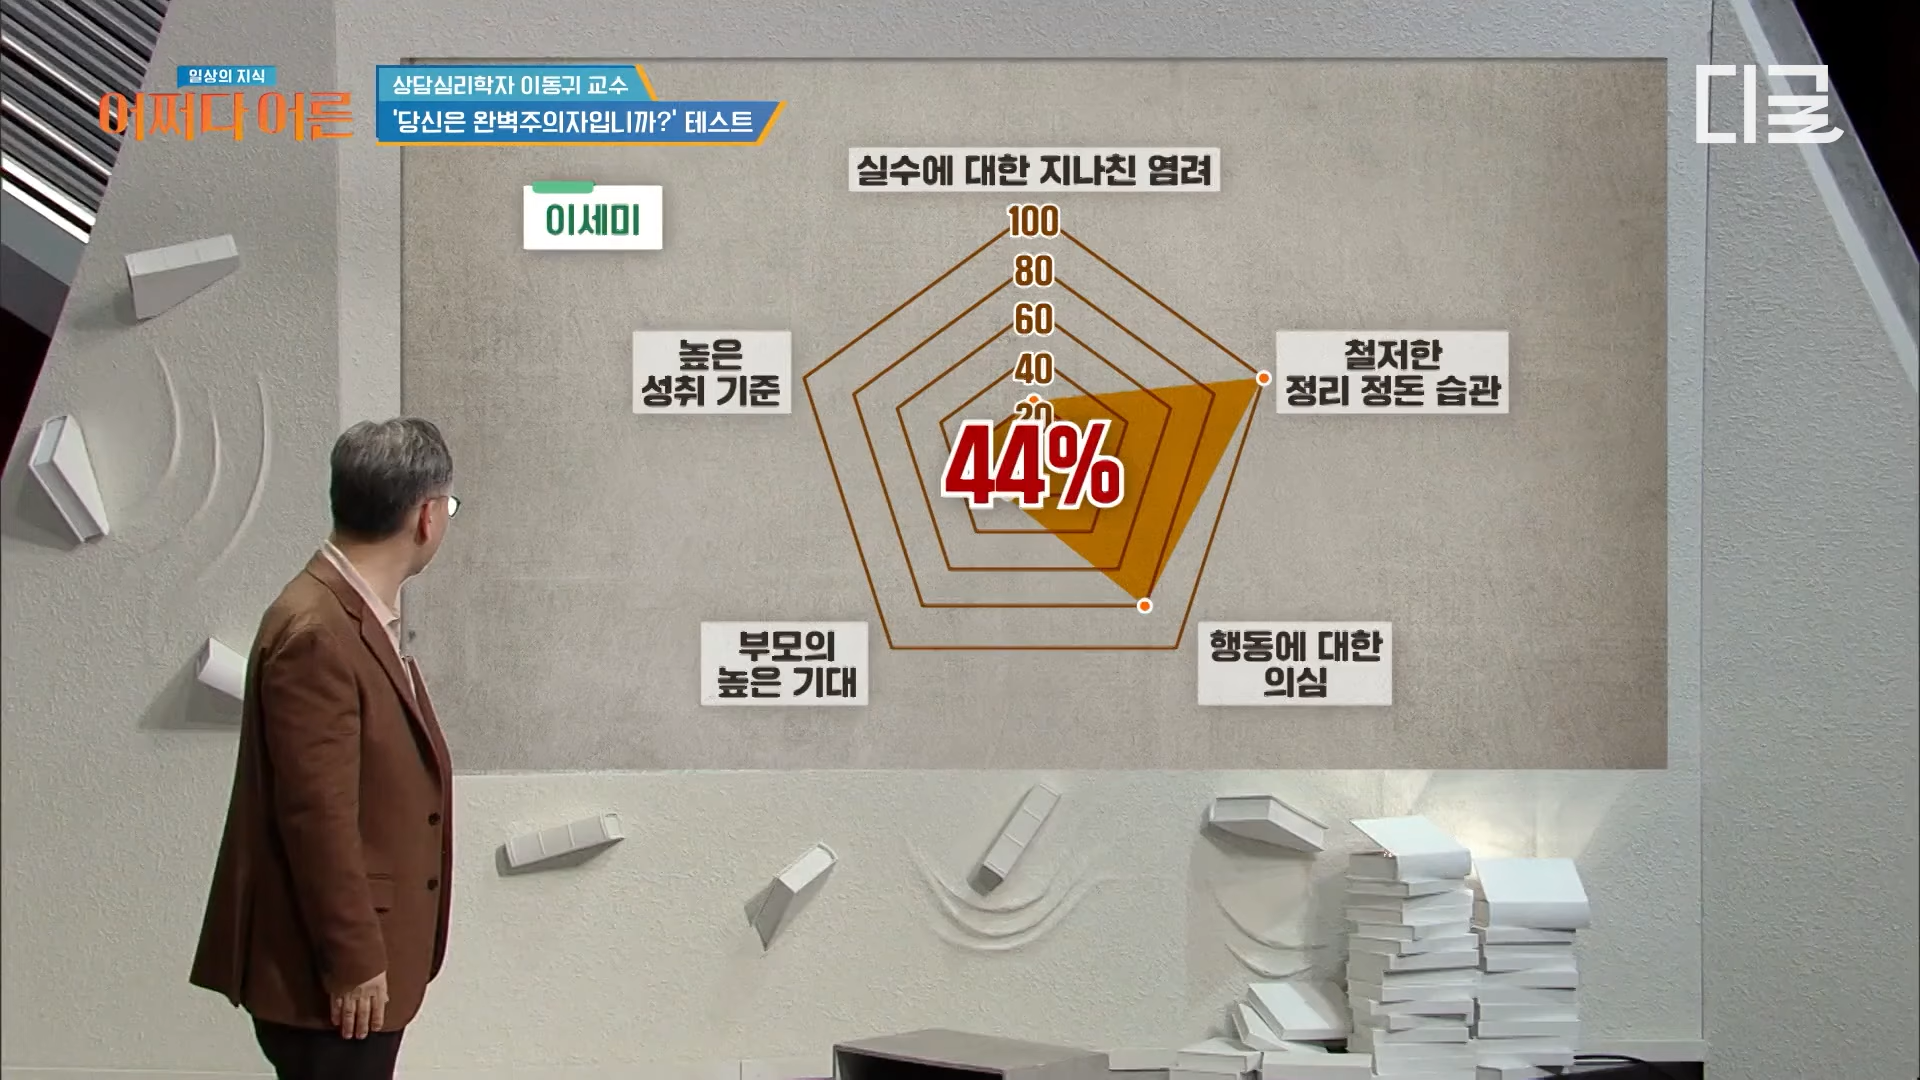 일상의 지식
어쩌다 어른
상담심리학자 이동귀 교수
'당신은 완벽주의자입니까?' 테스트
디글
이세미
실수에 대한 지나친 염려
100
80
60
40
20
44%
높은
성취 기준
철저한
정리 정돈 습관
부모의
높은 기대
행동에 대한
의심